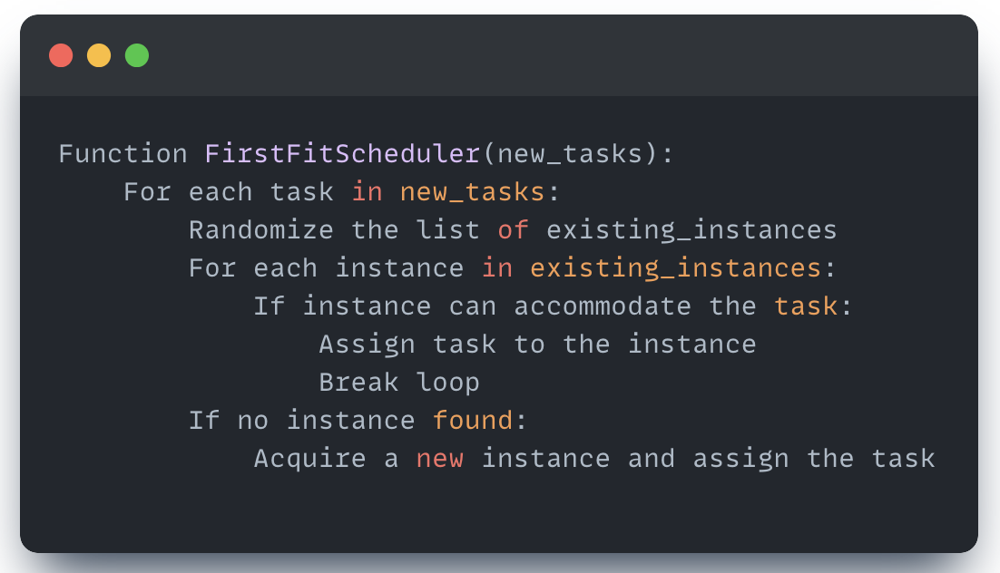 Function FirstFitScheduler(new_tasks):
    For each task in new_tasks:
        Randomize the list of existing_instances
        For each instance in existing_instances:
            If instance can accommodate the task:
                Assign task to the instance
                Break loop
        If no instance found:
            Acquire a new instance and assign the task